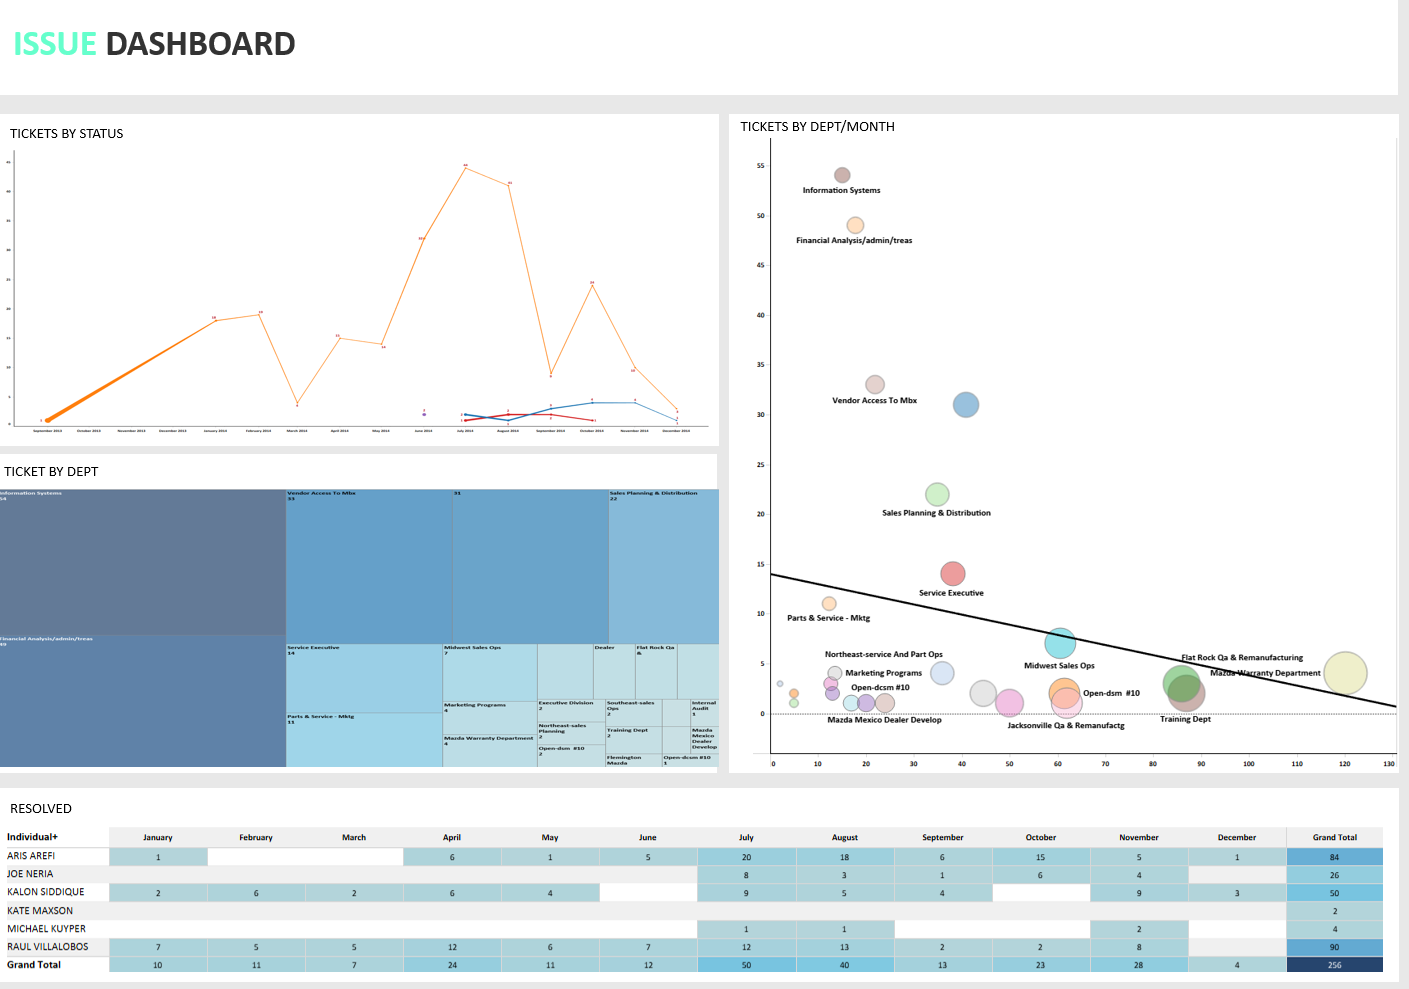 ISSUE DASHBOARD
TICKETS BY STATUS
September 2013
October 2013
November 2013
December 2013
January 2014
February 2014
March 2014
April 2014
May 2014
June 2014
July 2014
August 2014
September 2014
October 2014
November 2014
December 2014
TICKET BY DEPT
Information Systems
54
Financial Analysis/admin/treas
49
Vendor Access To Mbx
33
31
Sales Planning & Distribution
22
Service Executive
14
Parts & Service - Mktg
11
Midwest Sales Ops
7
Marketing Programs
4
Mazda Warranty Department
4
Dealer
Flat Rock Qa
&
Executive Division
2
Northeast-sales
Planning
2
Open-dsm #10
2
Southeast-sales
Ops
2
Training Dept
2
Flemington
Mazda
Internal
Audit
1
Mazda
Mexico
Dealer
Develop
Open-dcsm #10
1
TICKETS BY DEPT/MONTH
55
50
45
40
35
30
25
20
15
10
5
0
Information Systems
Financial Analysis/admin/treas
Vendor Access To Mbx
Sales Planning & Distribution
Service Executive
Parts & Service - Mktg
Northeast-service And Part Ops
Midwest Sales Ops
Flat Rock Qa & Remanufacturing
Marketing Programs
Mazda Warranty Department
Open-dcsm #10
Open-dsm #10
Mazda Mexico Dealer Develop
Jacksonville Qa & Remanufactg
Training Dept
0 10 20 30 40 50 60 70 80 90 100 110 120 130
RESOLVED
Individual+ January February March April May June July August September October November December Grand Total
ARIS AREFI 1 6 1 5 20 18 6 15 5 1 84
JOE NERIA 8 3 1 6 4 26
KALON SIDDIQUE 2 6 2 6 4 9 5 4 9 3 50
KATE MAXSON 2
MICHAEL KUYPER 1 1 2 4
RAUL VILLALOBOS 7 5 5 12 6 7 12 13 2 2 8 90
Grand Total 10 11 7 24 11 12 50 40 13 23 28 4 256